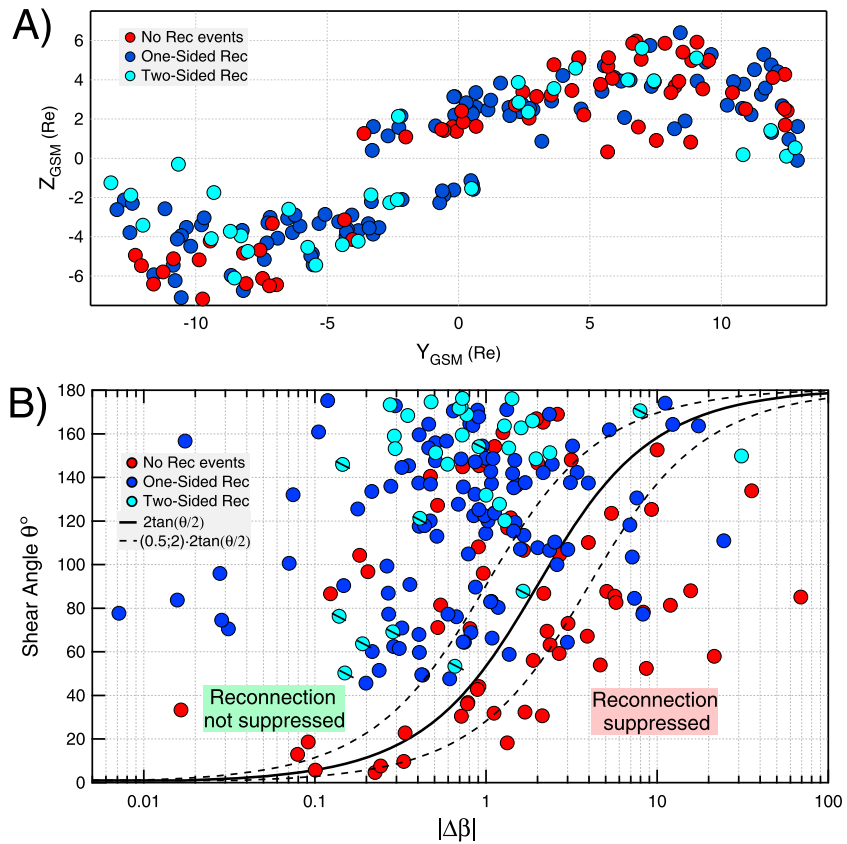 A)
No Rec events
One-Sided Rec
Two-Sided Rec
6
4
2
0
-2
-4
-6
Z GSM (Re)
-10
-5
0
5
10
Y GSM (Re)
B)
180
160
140
120
100
80
60
40
20
0
Shear Angle θ°
No Rec events
One-Sided Rec
Two-Sided Rec
2tan(θ/2)
(0.5;2)·2tan(θ/2)
Reconnection
not suppressed
Reconnection
suppressed
0.01
0.1
1
10
100
|Δβ|